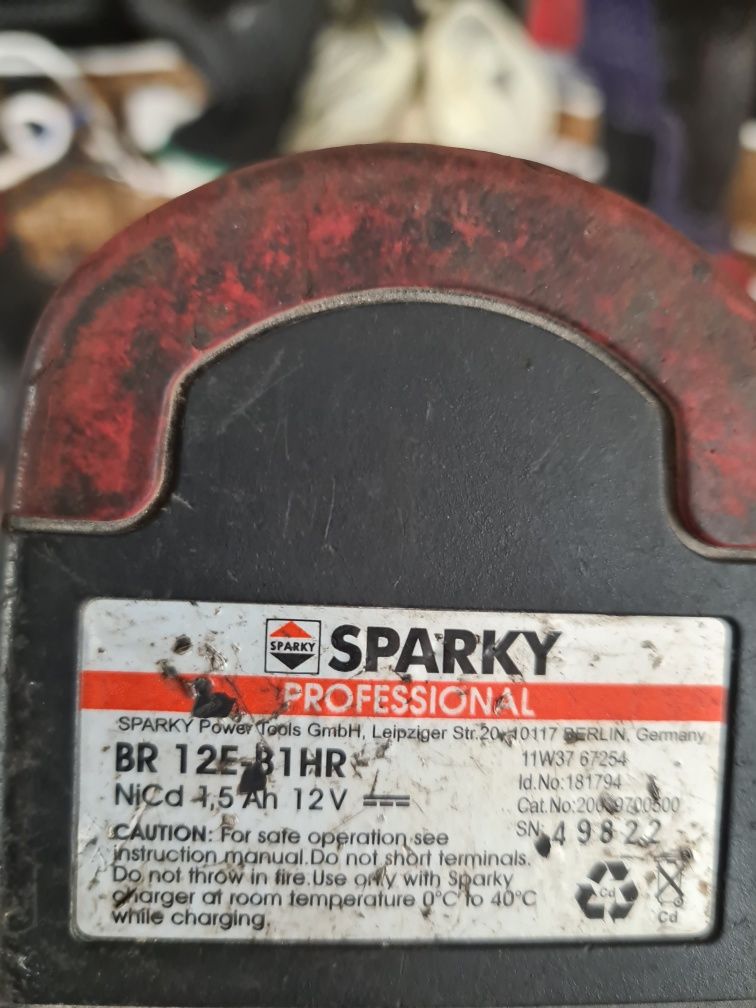 SPARKY
SPARKY
PROFESSIONAL
SPARKY Power Tools GmbH, Leipziger Str.20, 10117 BERLIN, Germany
BR 12E-B1HR
11W37 67254
NiCd 1,5 Ah 12V
Id.No:181794
Cat.No:20009700500
SN: 49822
CAUTION: For safe operation see
instruction manual.Do not short terminals.
Do not throw in fire.Use only with Sparky
charger at room temperature 0°C to 40°C
while charging.
Cd
Cd